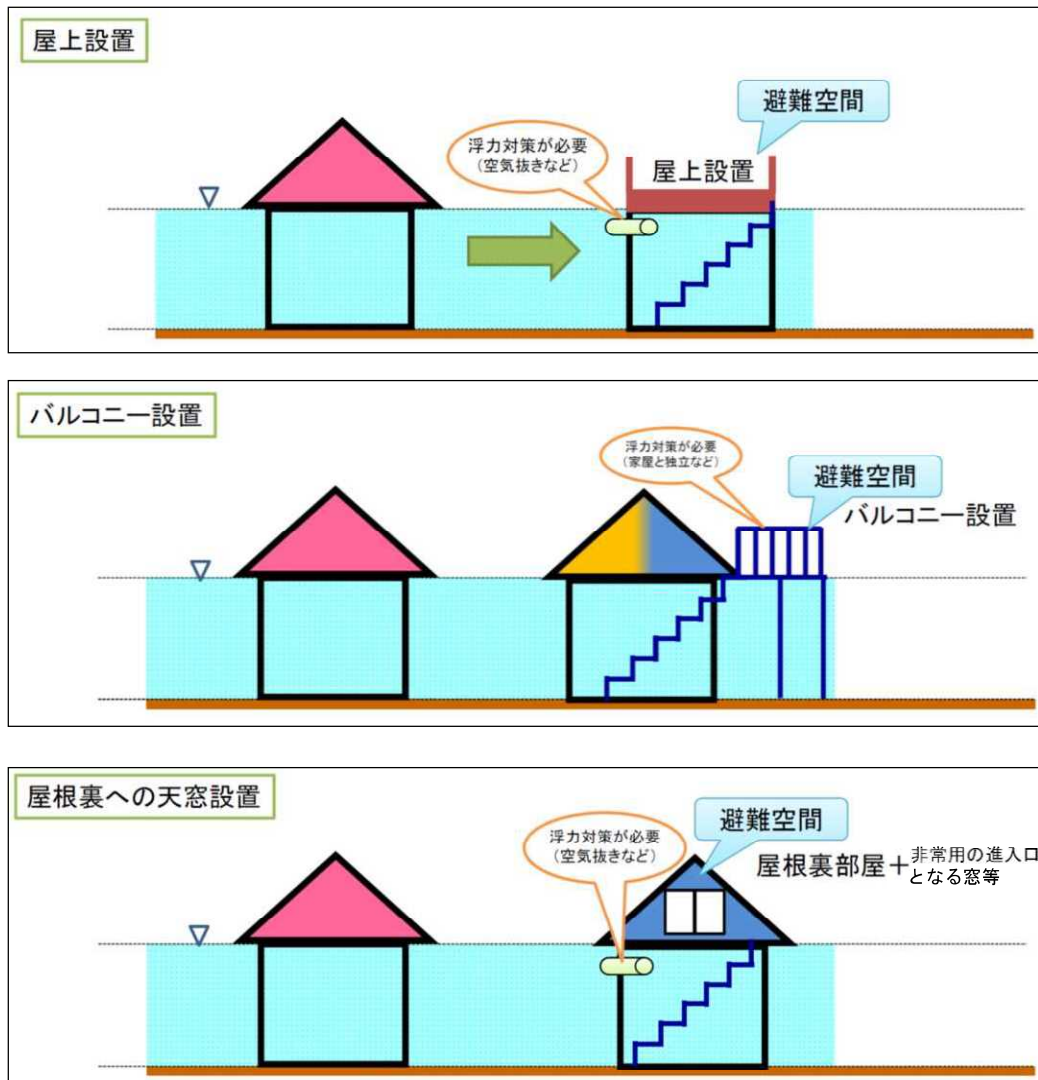 屋上設置
避難空間
浮力対策が必要
(空気抜きなど)
屋上設置
バルコニー設置
浮力対策が必要
(家屋と独立など)
避難空間
バルコニー設置
屋根裏への天窓設置
浮力対策が必要
(空気抜きなど)
避難空間
屋根裏部屋＋非常用の進入口
となる窓等